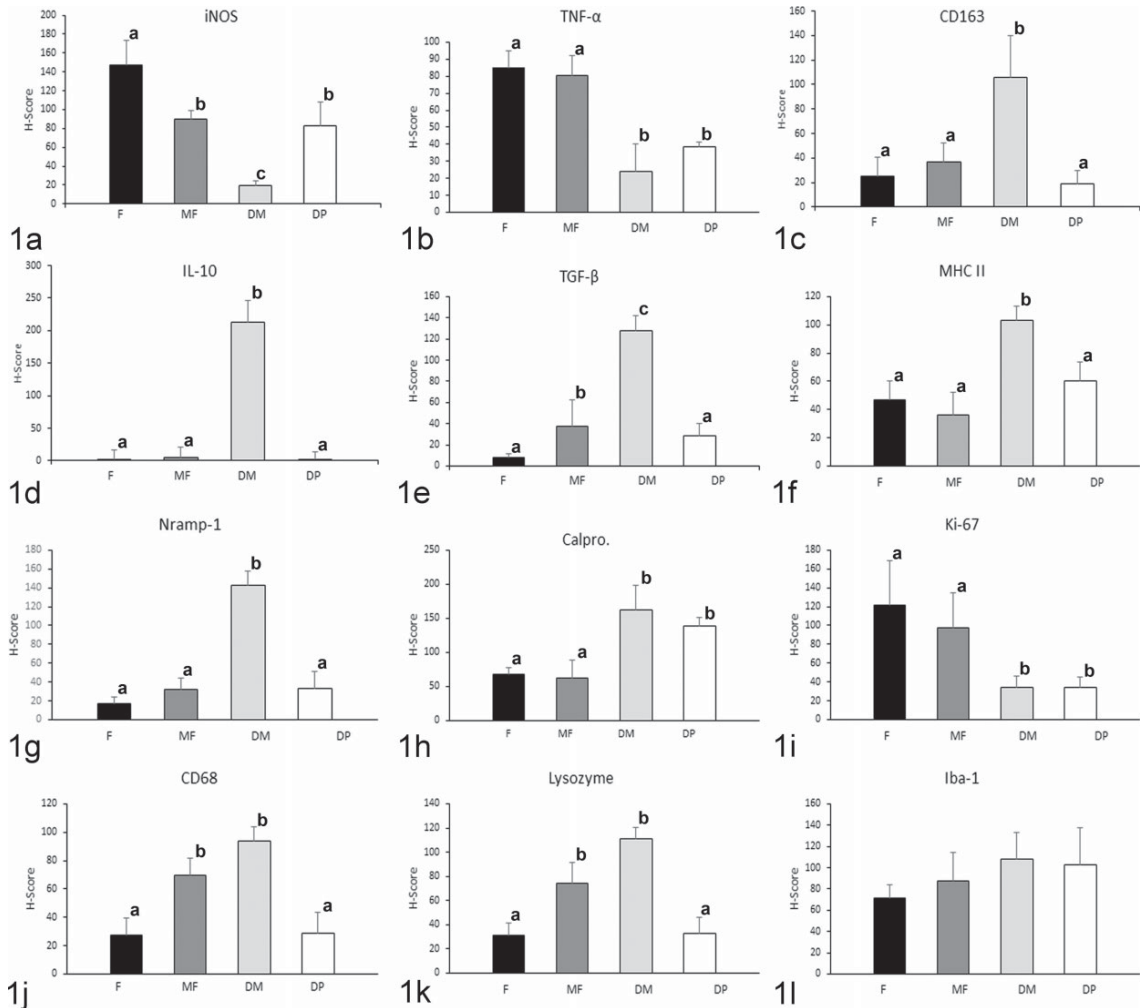 iNOS
H-Score
200
180
160
140
120
100
80
60
40
20
0
a
b
c
b
F MF DM DP
1a
TNF-α
H-Score
100
90
80
70
60
50
40
30
20
10
0
a
a
b
b
F MF DM DP
1b
CD163
H-Score
160
140
120
100
80
60
40
20
0
a
a
b
a
F MF DM DP
1c
IL-10
H-Score
300
250
200
150
100
50
0
a
a
b
a
F MF DM DP
1d
TGF-β
H-Score
160
140
120
100
80
60
40
20
0
a
b
c
a
F MF DM DP
1e
MHC II
H-Score
120
100
80
60
40
20
0
a
a
b
a
F MF DM DP
1f
Nramp-1
H-Score
180
160
140
120
100
80
60
40
20
0
a
a
b
a
F MF DM DP
1g
Calpro.
H-Score
250
200
150
100
50
0
a
a
b
b
F MF DM DP
1h
Ki-67
H-Score
180
160
140
120
100
80
60
40
20
0
a
a
b
b
F MF DM DP
1i
CD68
H-Score
120
100
80
60
40
20
0
a
b
b
a
F MF DM DP
1j
Lysozyme
H-Score
140
120
100
80
60
40
20
0
a
b
b
a
F MF DM DP
1k
Iba-1
H-Score
160
140
120
100
80
60
40
20
0
F MF DM DP
1l